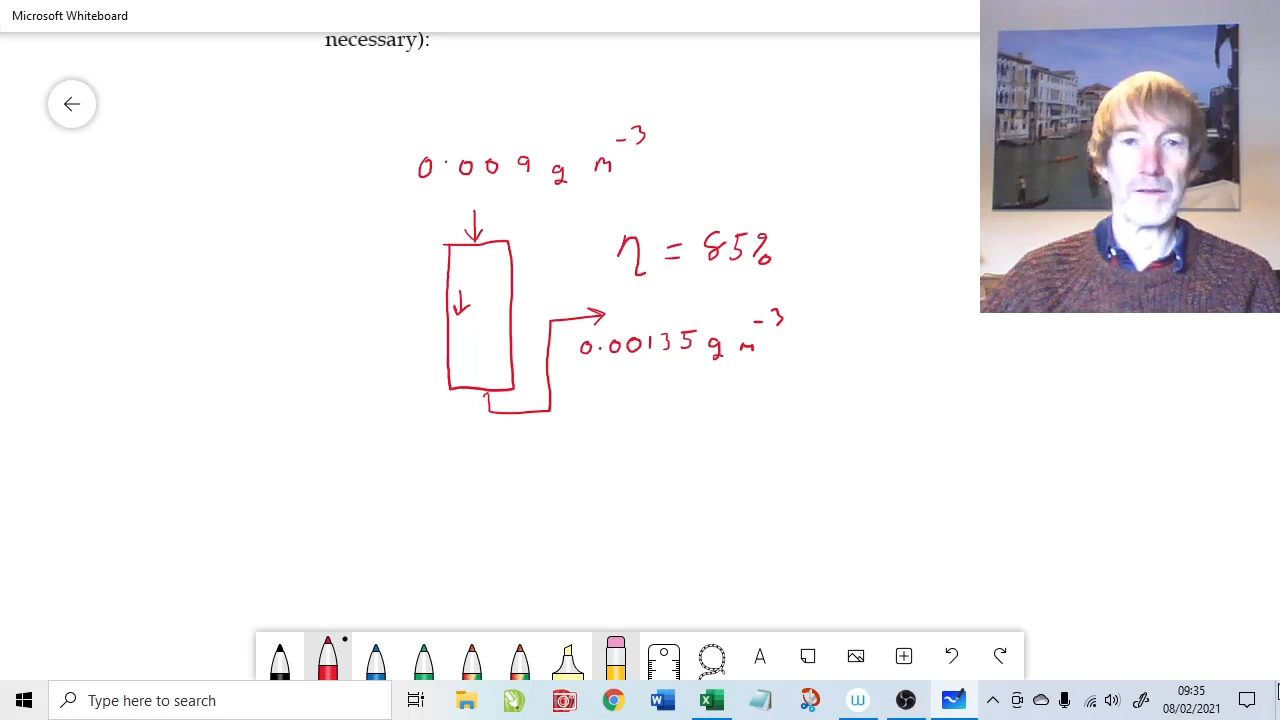 Microsoft Whiteboard
necessary):
0.009 g m⁻³
η = 85%
0.00135 g m⁻³
A
Type here to search
09:35
08/02/2021